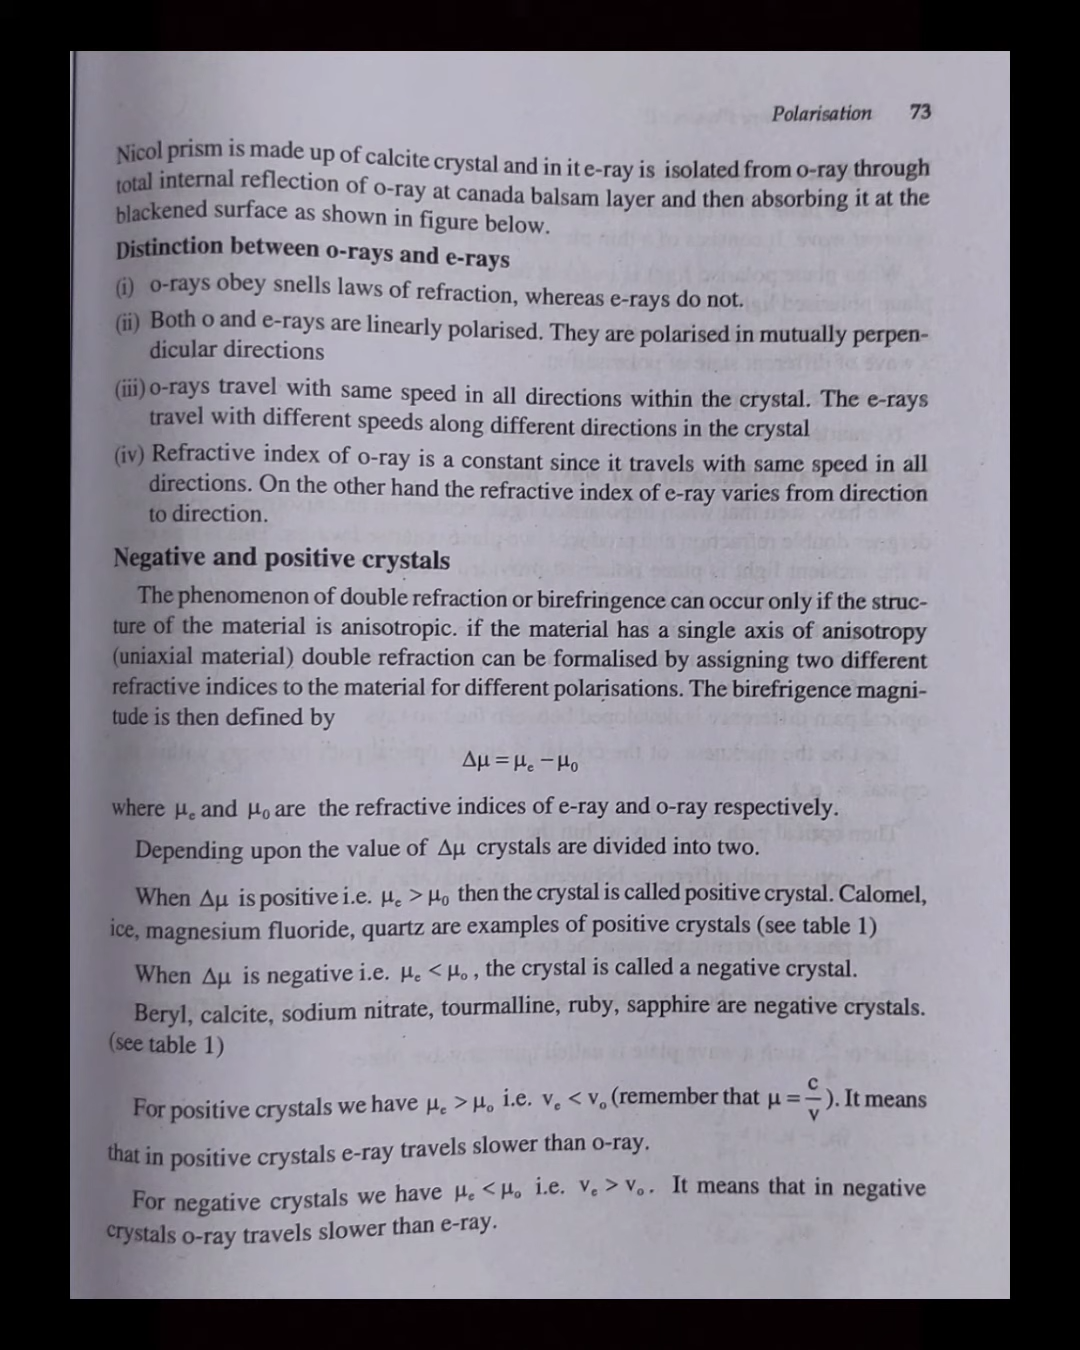 Polarisation 73
Nicol prism is made up of calcite crystal and in it e-ray is isolated from o-ray through
total internal reflection of o-ray at canada balsam layer and then absorbing it at the
blackened surface as shown in figure below.
Distinction between o-rays and e-rays
(i) o-rays obey snells laws of refraction, whereas e-rays do not.
(ii) Both o and e-rays are linearly polarised. They are polarised in mutually perpen-
dicular directions
(iii) o-rays travel with same speed in all directions within the crystal. The e-rays
travel with different speeds along different directions in the crystal
(iv) Refractive index of o-ray is a constant since it travels with same speed in all
directions. On the other hand the refractive index of e-ray varies from direction
to direction.
Negative and positive crystals
The phenomenon of double refraction or birefringence can occur only if the struc-
ture of the material is anisotropic. if the material has a single axis of anisotropy
(uniaxial material) double refraction can be formalised by assigning two different
refractive indices to the material for different polarisations. The birefrigence magni-
tude is then defined by
Δμ = μₑ − μ₀
where μₑ and μ₀ are the refractive indices of e-ray and o-ray respectively.
Depending upon the value of Δμ crystals are divided into two.
When Δμ is positive i.e. μₑ > μ₀ then the crystal is called positive crystal. Calomel,
ice, magnesium fluoride, quartz are examples of positive crystals (see table 1)
When Δμ is negative i.e. μₑ < μₒ, the crystal is called a negative crystal.
Beryl, calcite, sodium nitrate, tourmalline, ruby, sapphire are negative crystals.
(see table 1)
For positive crystals we have μₑ > μₒ i.e. vₑ < vₒ (remember that μ = c/v). It means
that in positive crystals e-ray travels slower than o-ray.
For negative crystals we have μₑ < μₒ i.e. vₑ > vₒ. It means that in negative
crystals o-ray travels slower than e-ray.